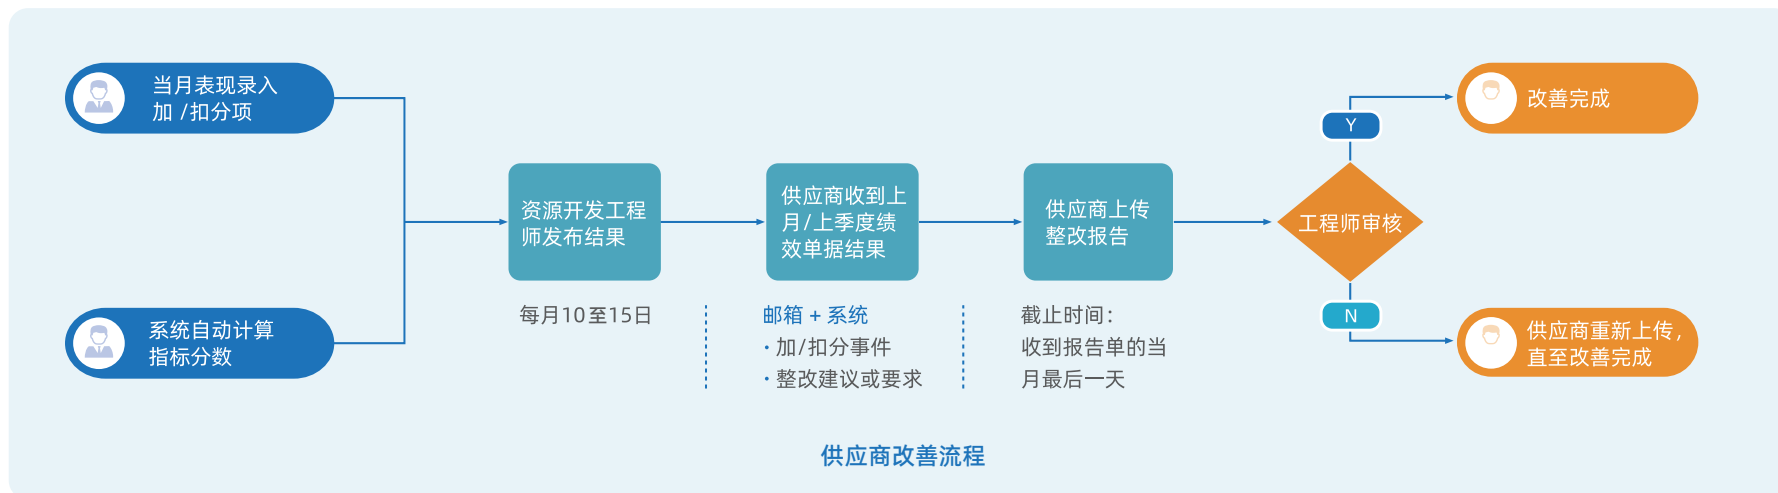 当月表现录入
加 /扣分项
系统自动计算
指标分数
资源开发工程
师发布结果
每月10至15日
供应商收到上
月/上季度绩
效单据结果
邮箱 + 系统
· 加/扣分事件
· 整改建议或要求
供应商上传
整改报告
截止时间：
收到报告单的当
月最后一天
工程师审核
Y
改善完成
N
供应商重新上传，
直至改善完成
供应商改善流程